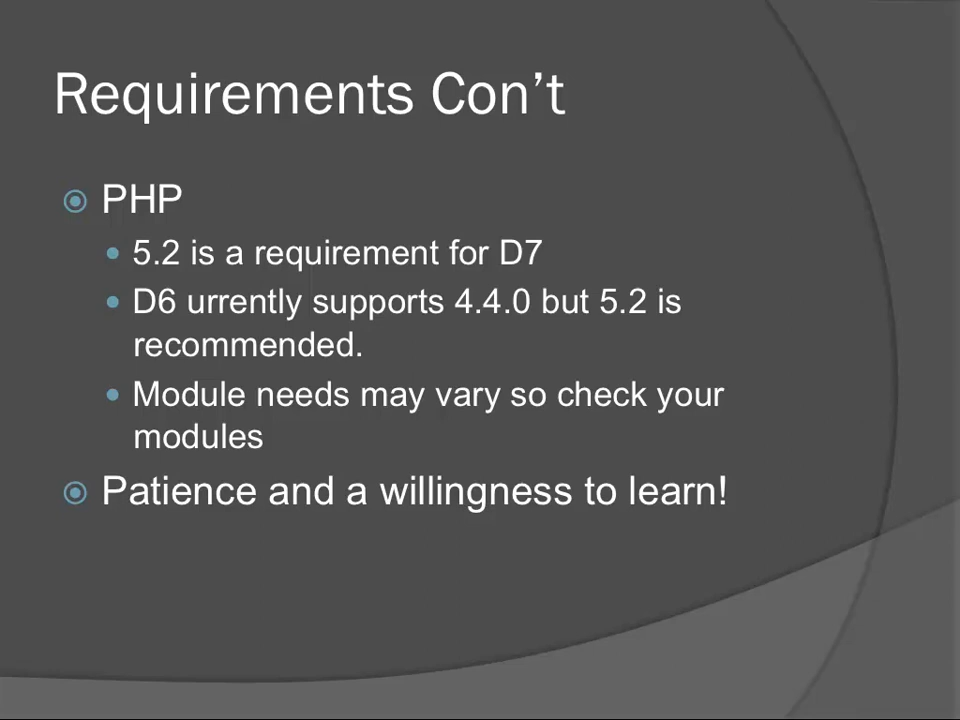 Requirements Con’t
PHP
5.2 is a requirement for D7
D6 urrently supports 4.4.0 but 5.2 is
recommended.
Module needs may vary so check your
modules
Patience and a willingness to learn!